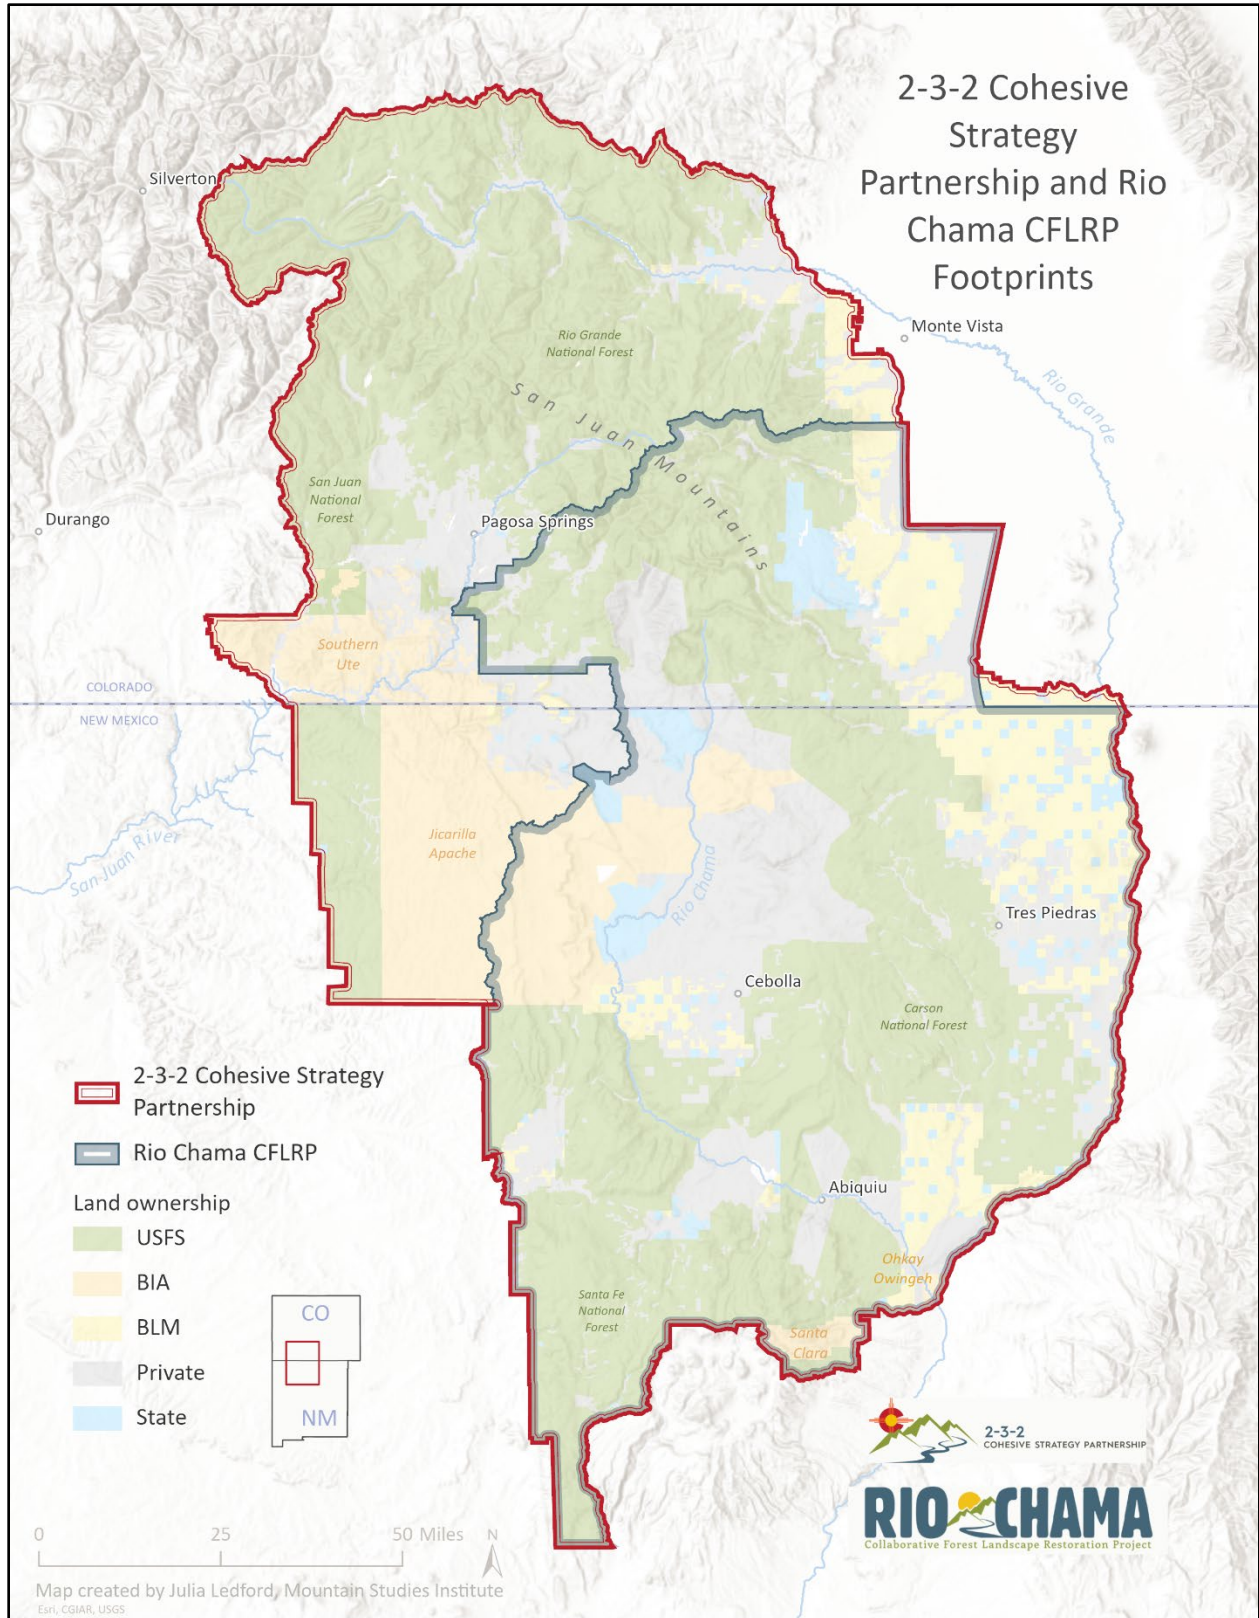 2-3-2 Cohesive
Strategy
Partnership and Rio
Chama CFLRP
Footprints
Silverton
Monte Vista
Rio Grande
National Forest
Rio Grande
San Juan Mountains
San Juan
National
Forest
Durango
Pagosa Springs
Southern
Ute
COLORADO
NEW MEXICO
Jicarilla
Apache
San Juan River
Rio Chama
Tres Piedras
Cebolla
Carson
National Forest
2-3-2 Cohesive Strategy
Partnership
Rio Chama CFLRP
Land ownership
USFS
BIA
BLM
Private
State
CO
NM
Abiquiu
Ohkay
Owingeh
Santa Fe
National
Forest
Santa
Clara
2-3-2
COHESIVE STRATEGY PARTNERSHIP
RIO CHAMA
Collaborative Forest Landscape Restoration Project
0 25 50 Miles N
Map created by Julia Ledford, Mountain Studies Institute
Esri, CGIAR, USGS